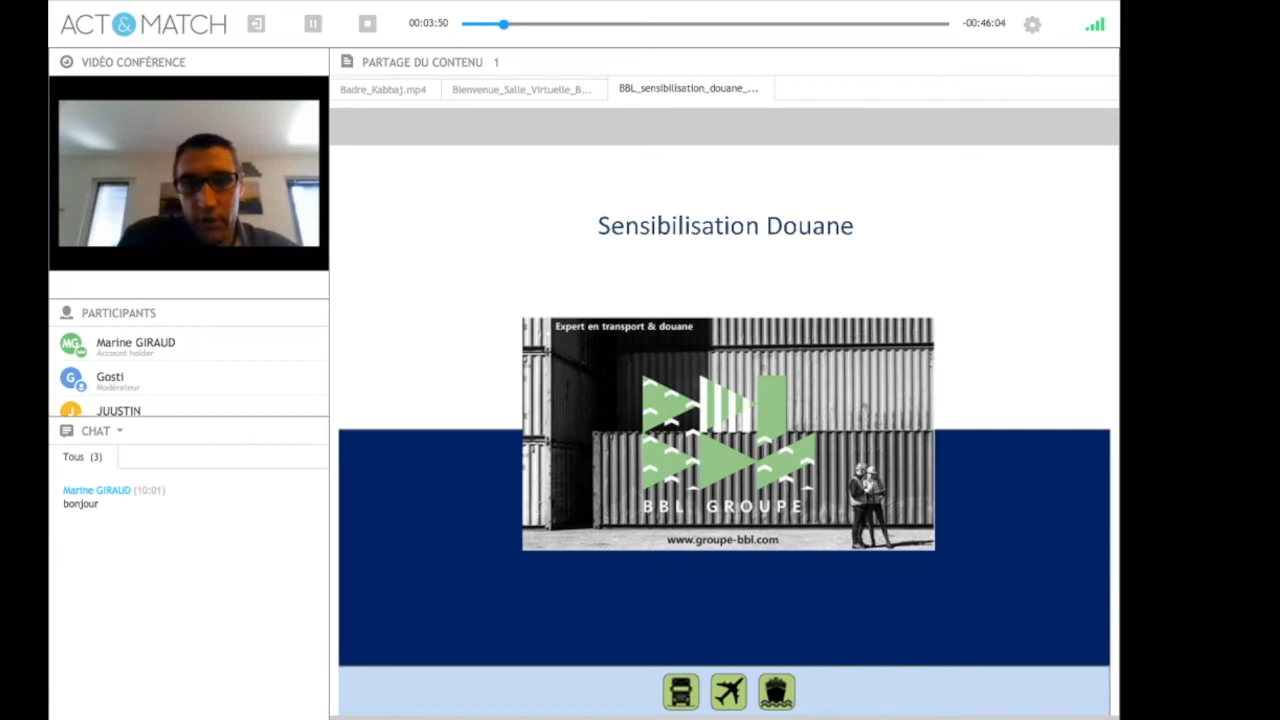 ACT & MATCH
00:03:50
-00:46:04
VIDÉO CONFÉRENCE
PARTAGE DU CONTENU 1
Badre_Kabbaj.mp4
Bienvenue_Salle_Virtuelle_B...
BBL_sensibilisation_douane_...
Sensibilisation Douane
Expert en transport & douane
BBL GROUPE
www.groupe-bbl.com
PARTICIPANTS
MG
Marine GIRAUD
Account holder
G
Gosti
Modérateur
J
JUUSTIN
CHAT
Tous (3)
Marine GIRAUD (10:01)
bonjour